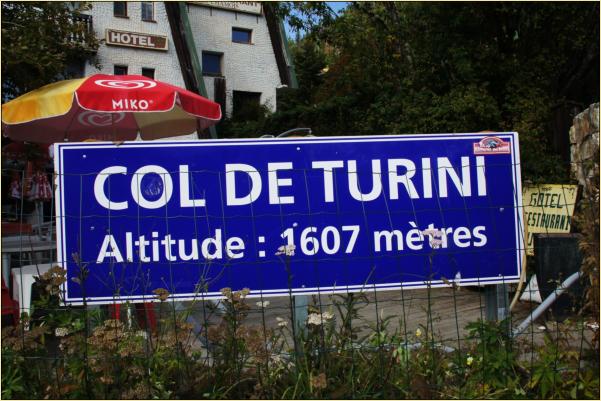 HOTEL
MIKO
COL DE TURINI
Altitude : 1607 mètres
HOTEL
RESTAURANT